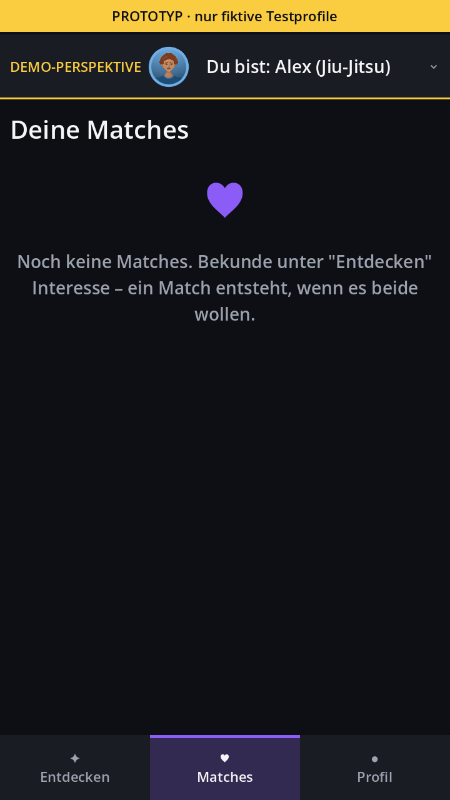 PROTOTYP · nur fiktive Testprofile
DEMO-PERSPEKTIVE
Du bist: Alex (Jiu-Jitsu)
Deine Matches
Noch keine Matches. Bekunde unter "Entdecken"
Interesse – ein Match entsteht, wenn es beide
wollen.
Entdecken
Matches
Profil